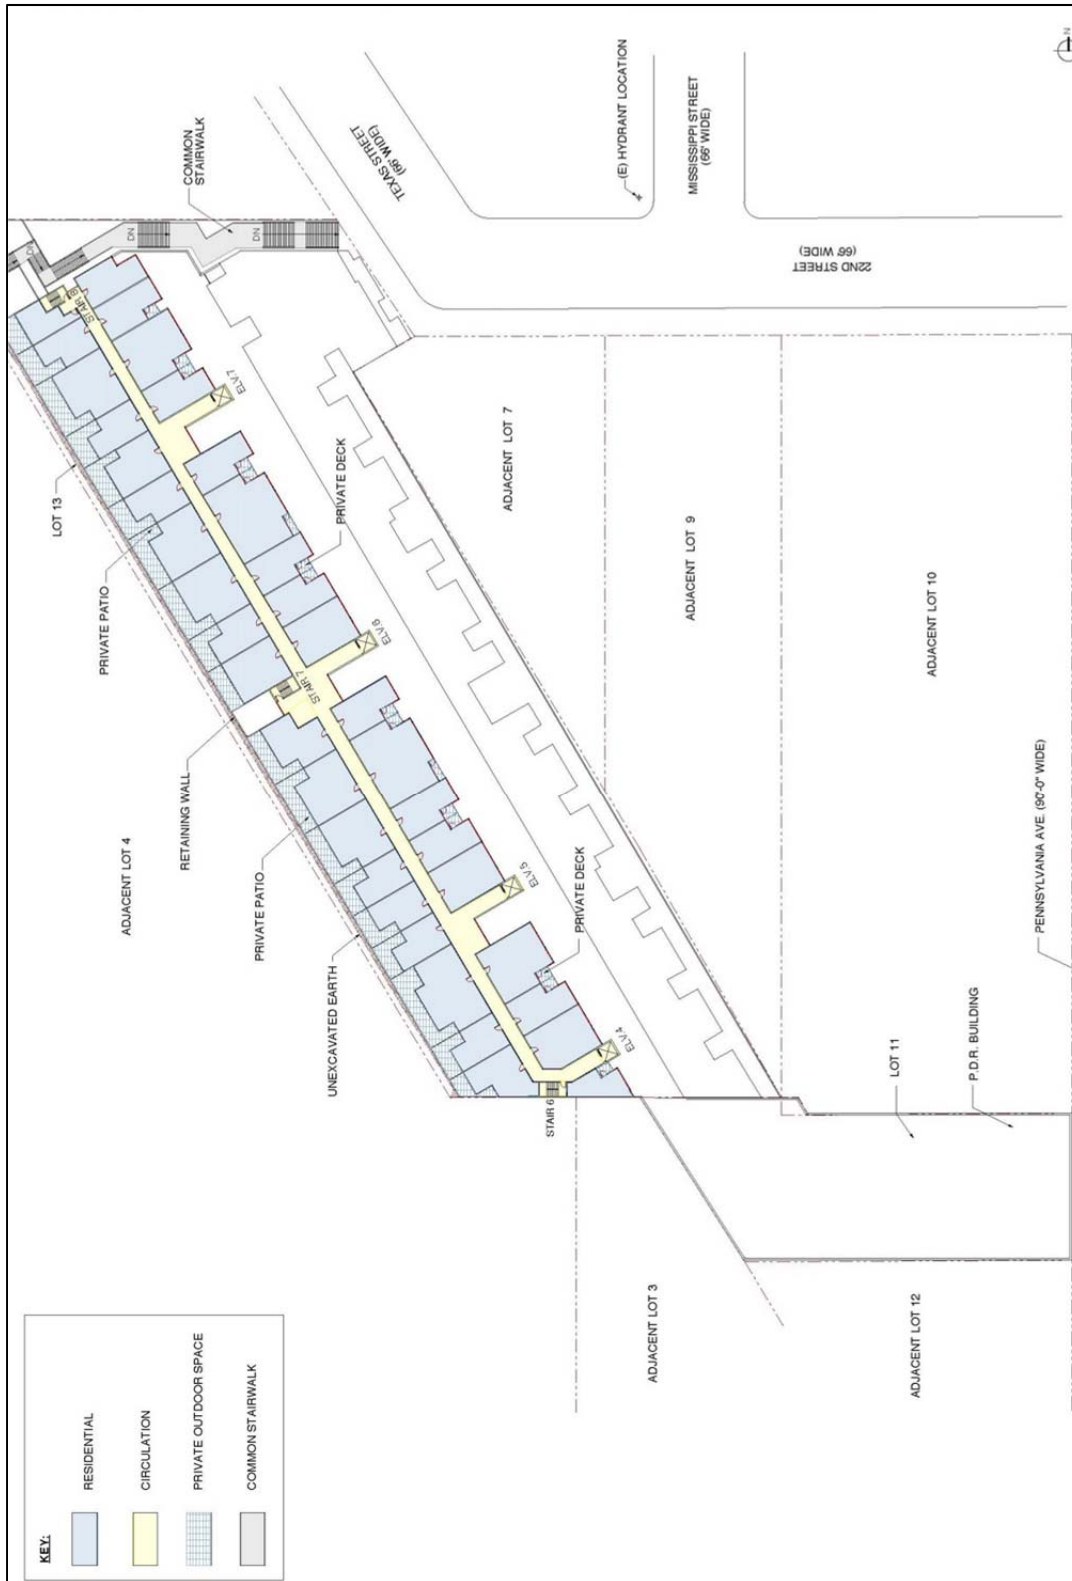 N
TEXAS STREET
(66' WIDE)
(E) HYDRANT LOCATION
MISSISSIPPI STREET
(66' WIDE)
22ND STREET
(66' WIDE)
COMMON
STAIRWALK
DN
DN
DN
STAIR 8
ELV.7
LOT 13
PRIVATE PATIO
PRIVATE DECK
ELV.6
STAIR 7
RETAINING WALL
ADJACENT LOT 4
PRIVATE PATIO
UNEXCAVATED EARTH
ELV.5
PRIVATE DECK
ELV.4
STAIR 6
ADJACENT LOT 7
ADJACENT LOT 9
ADJACENT LOT 10
PENNSYLVANIA AVE. (90'-0" WIDE)
LOT 11
P.D.R. BUILDING
ADJACENT LOT 3
ADJACENT LOT 12
KEY:
RESIDENTIAL
CIRCULATION
PRIVATE OUTDOOR SPACE
COMMON STAIRWALK